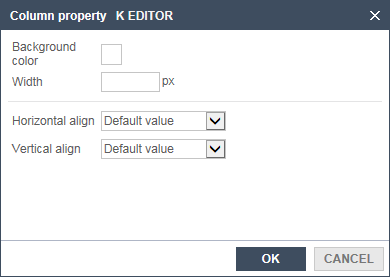 Column property K EDITOR
Background
color
Width px
Horizontal align Default value
Vertical align Default value
OK CANCEL